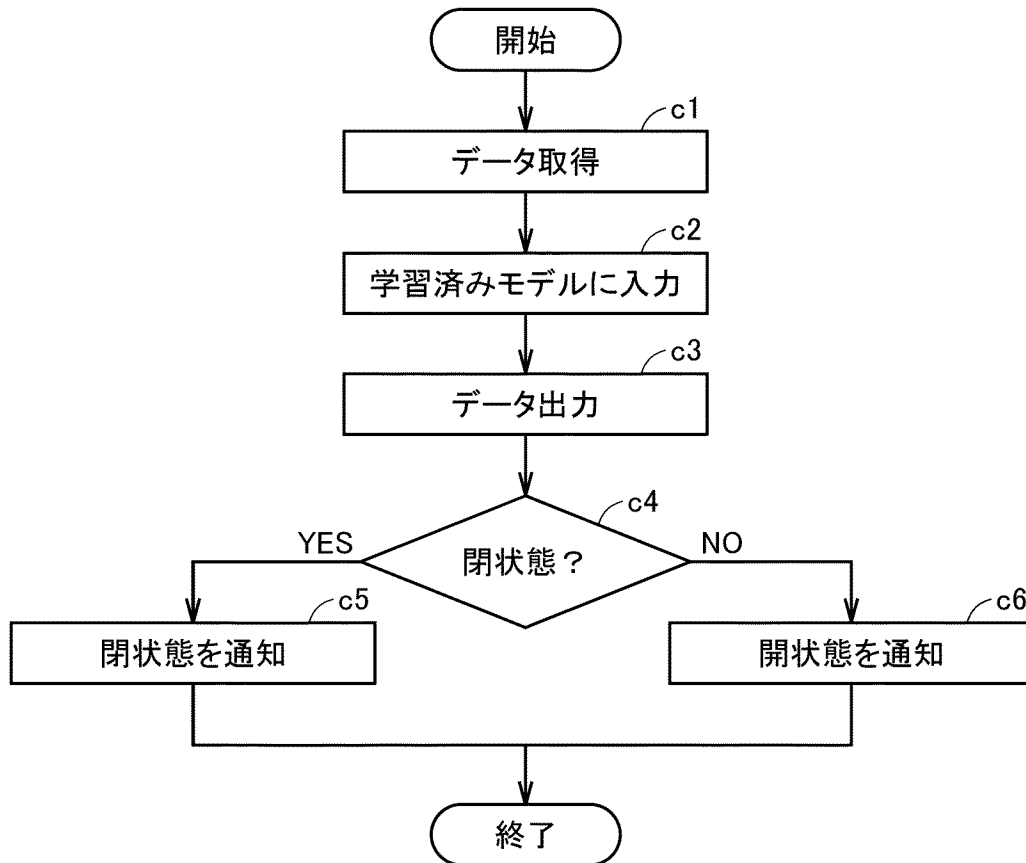 開始
c1
データ取得
c2
学習済みモデルに入力
c3
データ出力
c4
YES
閉状態?
NO
c5
閉状態を通知
c6
開状態を通知
終了